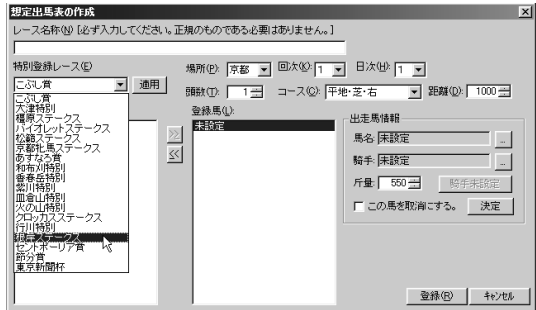 想定出馬表の作成
レース名称(N) [必ず入力してください。正規のものである必要はありません。]
特別登録レース(E)
こぶし賞
適用
こぶし賞
大津特別
橿原ステークス
バイオレットステークス
松籟ステークス
京都牝馬ステークス
あすなろ賞
和布刈特別
香春岳特別
紫川特別
皿倉山特別
火の山特別
クロッカスステークス
行川特別
根岸ステークス
セントポーリア賞
節分賞
東京新聞杯
場所(P): 京都 回次(K): 1 日次(H): 1
頭数(T): 1 コース(C): 平地・芝・右 距離(D): 1000
登録馬(L):
未設定
>>
<<
出走馬情報
馬名: 未設定 ...
騎手: 未設定 ...
斤量: 550 騎手未設定
この馬を取消にする。 決定
登録(R) キャンセル